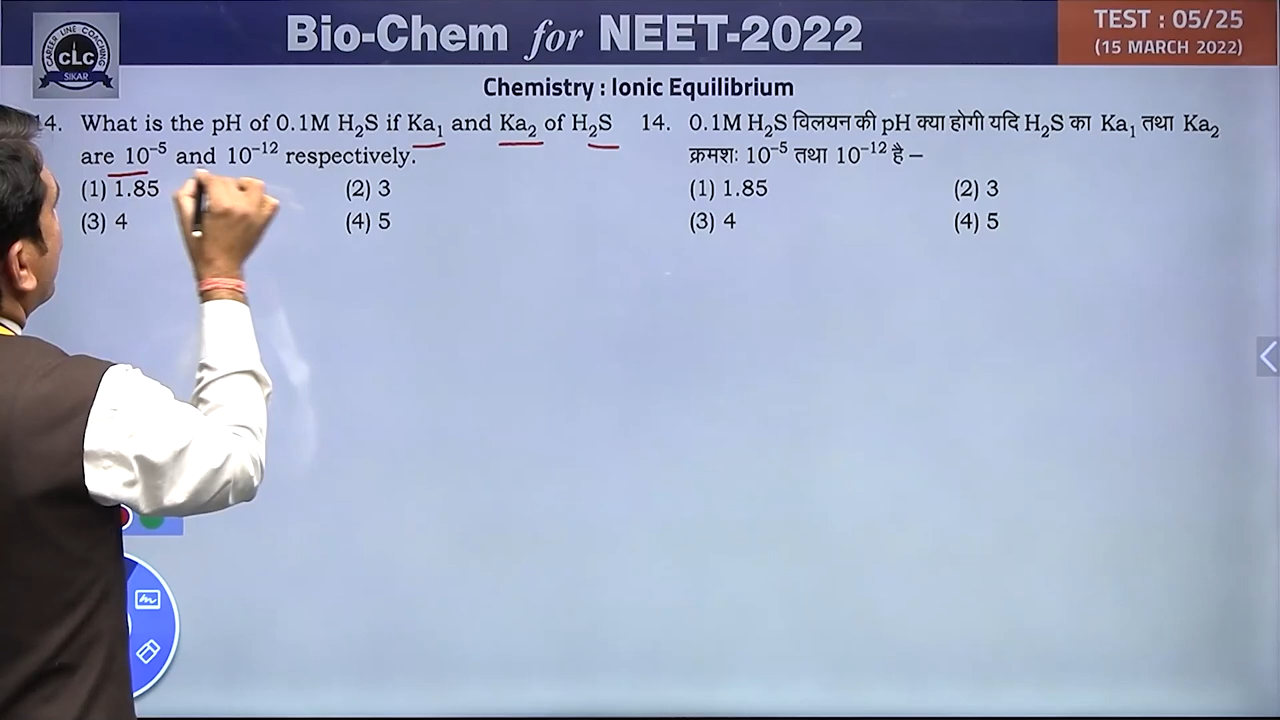 CAREER LINE COACHING
CLC
SIKAR
Bio-Chem for NEET-2022
TEST : 05/25
(15 MARCH 2022)
Chemistry : Ionic Equilibrium
14. What is the pH of 0.1M H₂S if Ka₁ and Ka₂ of H₂S
are 10⁻⁵ and 10⁻¹² respectively.
(1) 1.85 (2) 3
(3) 4 (4) 5
14. 0.1M H₂S विलयन की pH क्या होगी यदि H₂S का Ka₁ तथा Ka₂
क्रमशः 10⁻⁵ तथा 10⁻¹² है –
(1) 1.85 (2) 3
(3) 4 (4) 5